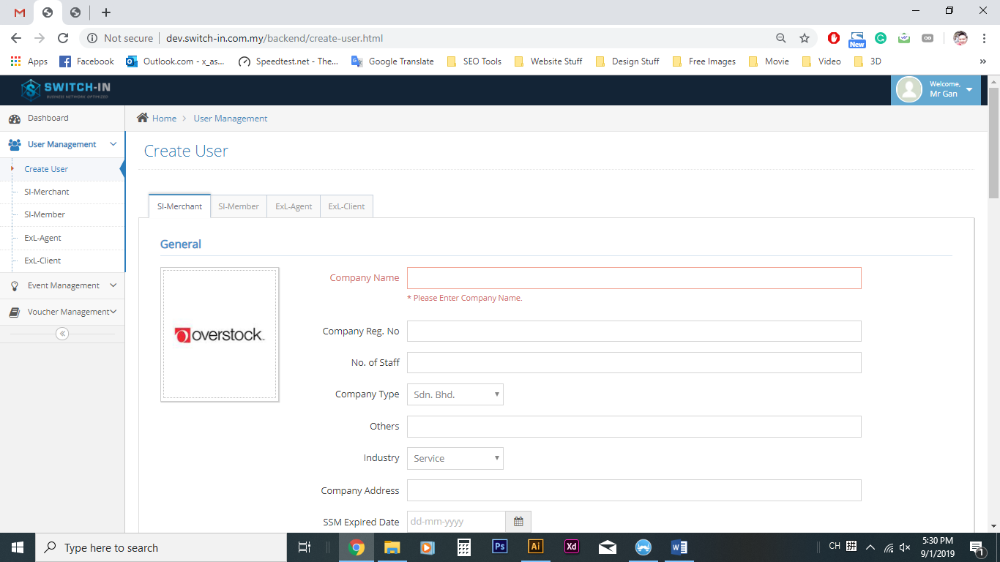 Not secure
dev.switch-in.com.my/backend/create-user.html
New
Apps Facebook Outlook.com - x_as... Speedtest.net - The... Google Translate SEO Tools Website Stuff Design Stuff Free Images Movie Video 3D »
SWITCH-IN
BUSINESS NETWORK OPTIMIZED
Welcome,
Mr Gan
Dashboard
User Management
Create User
SI-Merchant
SI-Member
ExL-Agent
ExL-Client
Event Management
Voucher Management
Home > User Management
Create User
SI-Merchant SI-Member ExL-Agent ExL-Client
General
overstock.
Company Name
* Please Enter Company Name.
Company Reg. No
No. of Staff
Company Type Sdn. Bhd.
Others
Industry Service
Company Address
SSM Expired Date dd-mm-yyyy
Type here to search
Ps
Ai
Xd
CH
5:30 PM
9/1/2019
1